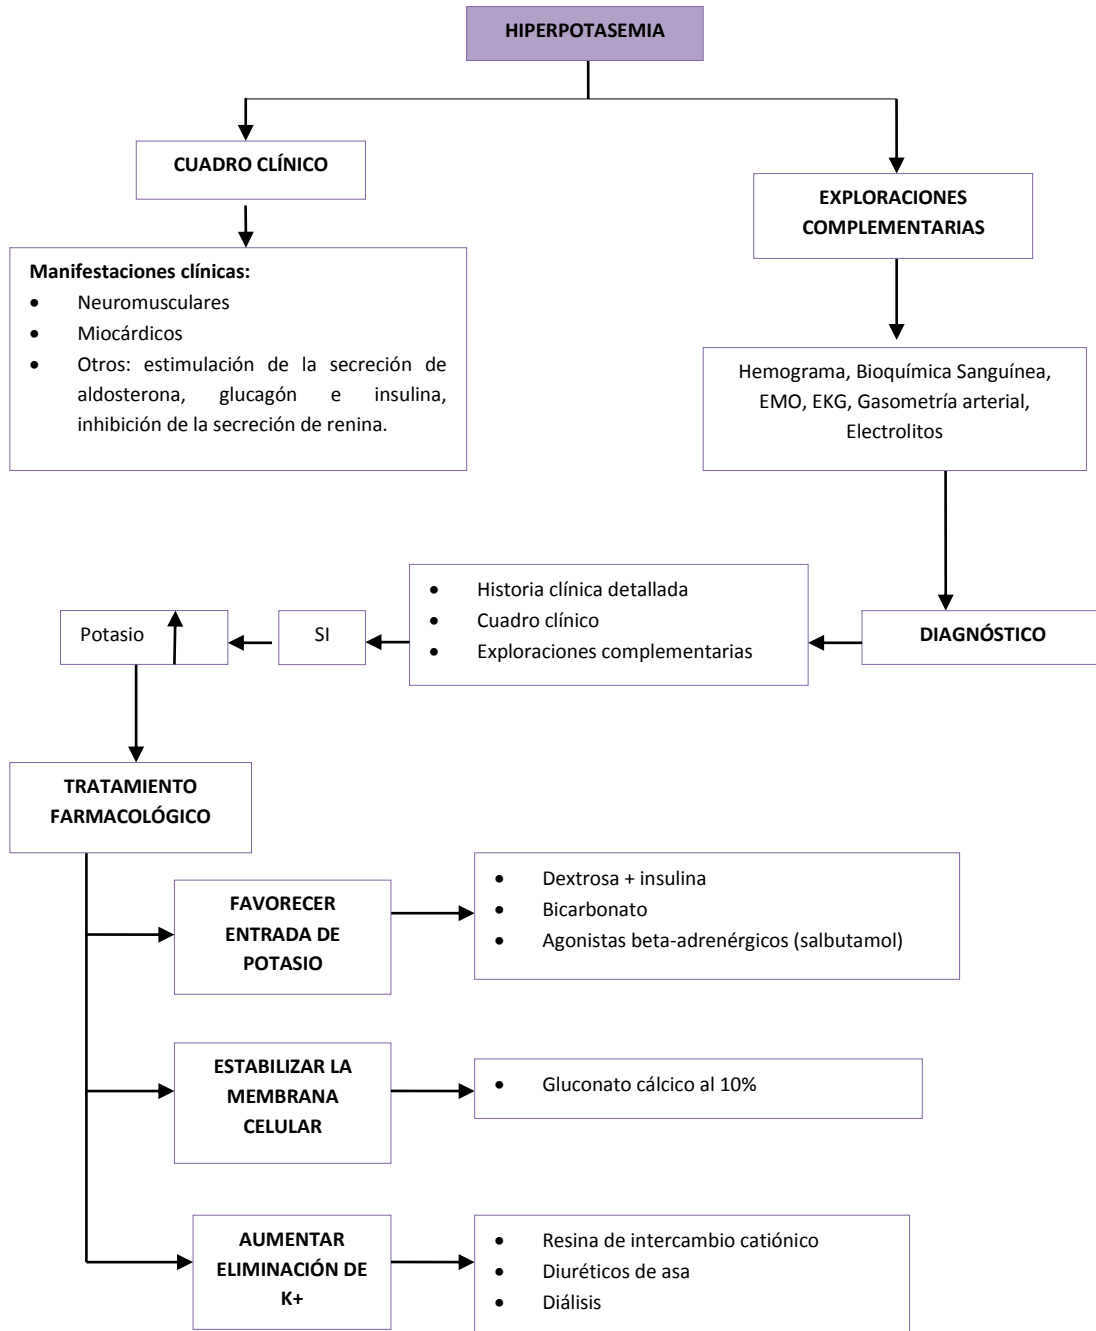 HIPERPOTASEMIA
CUADRO CLÍNICO
EXPLORACIONES
COMPLEMENTARIAS
Manifestaciones clínicas:
• Neuromusculares
• Miocárdicos
• Otros: estimulación de la secreción de
aldosterona, glucagón e insulina,
inhibición de la secreción de renina.
Hemograma, Bioquímica Sanguínea,
EMO, EKG, Gasometría arterial,
Electrolitos
• Historia clínica detallada
• Cuadro clínico
• Exploraciones complementarias
Potasio
SI
DIAGNÓSTICO
TRATAMIENTO
FARMACOLÓGICO
FAVORECER
ENTRADA DE
POTASIO
• Dextrosa + insulina
• Bicarbonato
• Agonistas beta-adrenérgicos (salbutamol)
ESTABILIZAR LA
MEMBRANA
CELULAR
• Gluconato cálcico al 10%
AUMENTAR
ELIMINACIÓN DE
K+
• Resina de intercambio catiónico
• Diuréticos de asa
• Diálisis